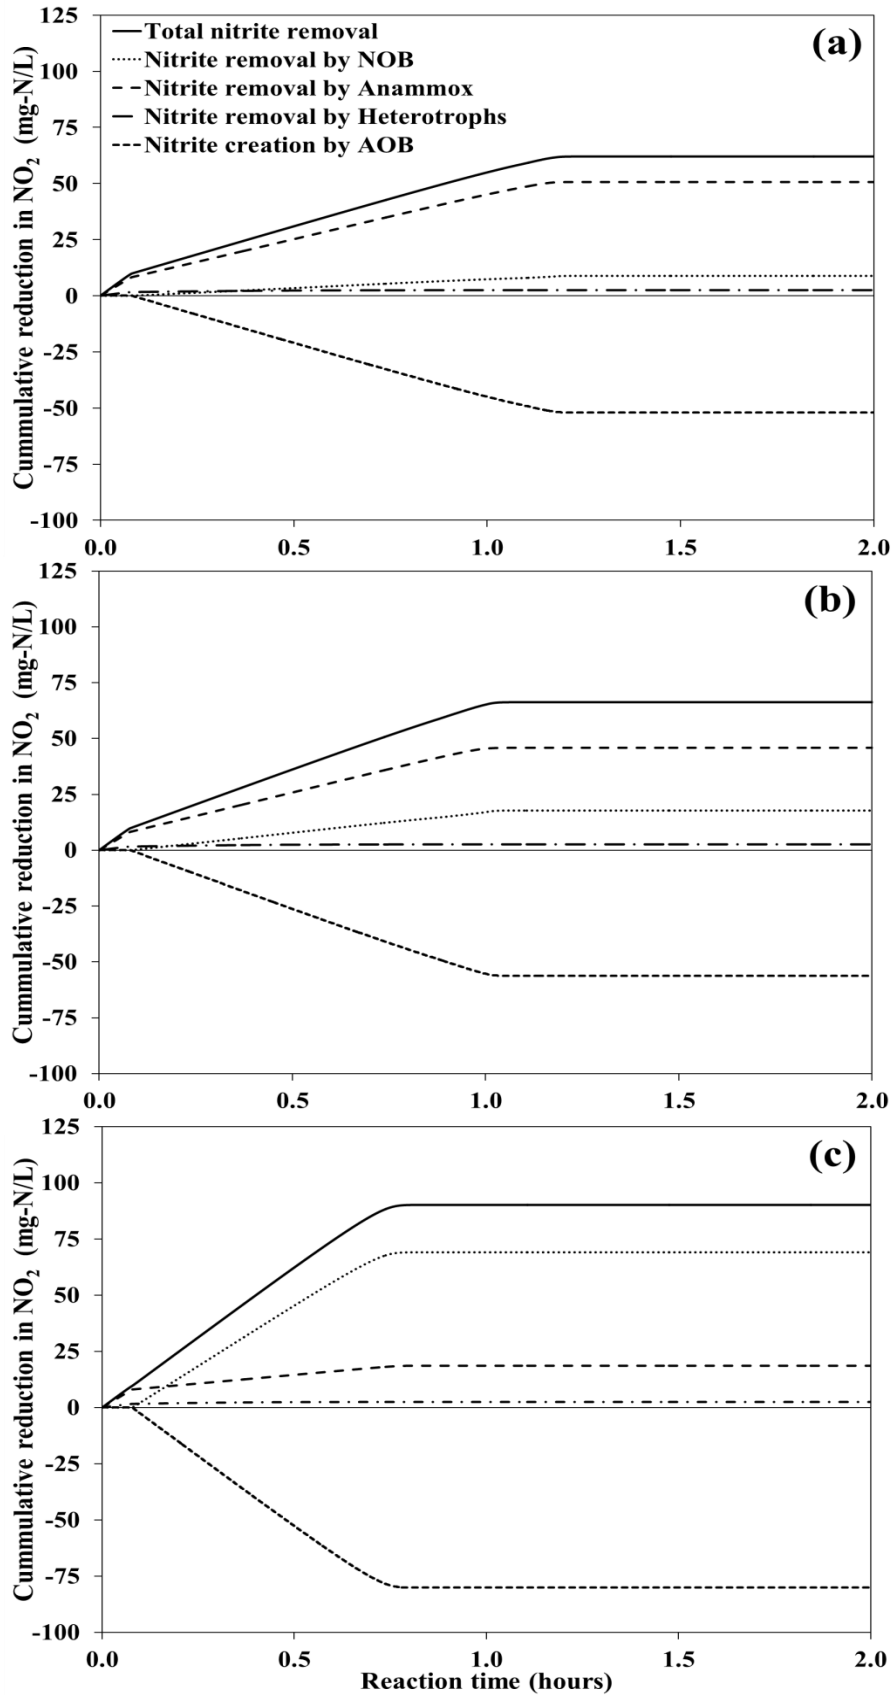 125
100
75
50
25
0
-25
-50
-75
-100
Cummulative reduction in NO2 (mg-N/L)
Total nitrite removal
Nitrite removal by NOB
Nitrite removal by Anammox
Nitrite removal by Heterotrophs
Nitrite creation by AOB
(a)
0.0 0.5 1.0 1.5 2.0
125
100
75
50
25
0
-25
-50
-75
-100
Cummulative reduction in NO2 (mg-N/L)
(b)
0.0 0.5 1.0 1.5 2.0
125
100
75
50
25
0
-25
-50
-75
-100
Cummulative reduction in NO2 (mg-N/L)
(c)
0.0 0.5 1.0 1.5 2.0
Reaction time (hours)